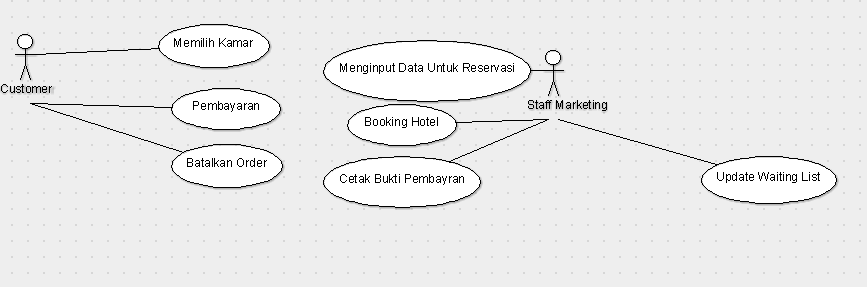 Memilih Kamar
Customer
Pembayaran
Batalkan Order
Menginput Data Untuk Reservasi
Staff Marketing
Booking Hotel
Cetak Bukti Pembayran
Update Waiting List